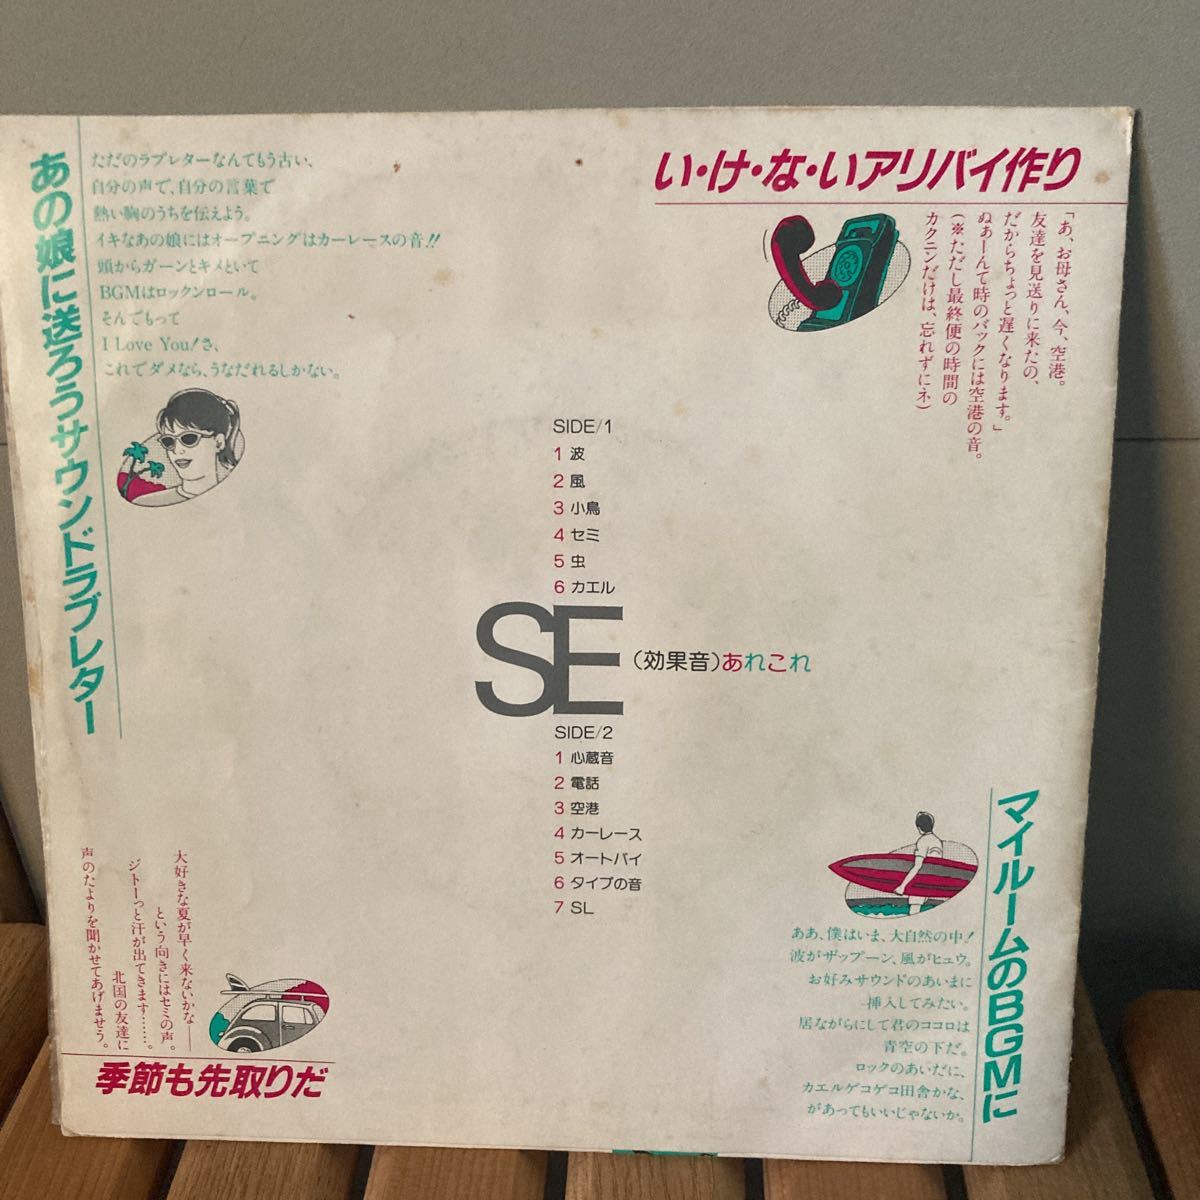 あの娘に送ろうサウンドラブレター
ただのラブレターなんてもう古い、
自分の声で、自分の言葉で
熱い胸のうちを伝えよう。
イキなあの娘にはオープニングはカーレースの音!!
頭からガーンとキメといて
BGMはロックンロール。
そんでもって
I Love You!さ、
これでダメなら、うなだれるしかない。
い・け・な・いアリバイ作り
「あ、お母さん、今、空港。
友達を見送りに来たの、
だからちょっと遅くなります。」
ぬぁーんて時のバックには空港の音。
(※ただし最終便の時間の
カクニンだけは、忘れずにネ)
SIDE/1
1 波
2 風
3 小鳥
4 セミ
5 虫
6 カエル
SE(効果音)あれこれ
SIDE/2
1 心蔵音
2 電話
3 空港
4 カーレース
5 オートバイ
6 タイプの音
7 SL
大好きな夏が早く来ないかな——
という向きにはセミの声。
ジトーっと汗が出てきます……。
北国の友達に
声のたよりを聞かせてあげませう。
季節も先取りだ
マイルームのBGMに
ああ、僕はいま、大自然の中!
波がザップーン、風がヒュウ。
お好みサウンドのあいまに
挿入してみたい。
居ながらにして君のココロは
青空の下だ。
ロックのあいだに、
カエルゲコゲコ田舎かな、
があってもいいじゃないか。